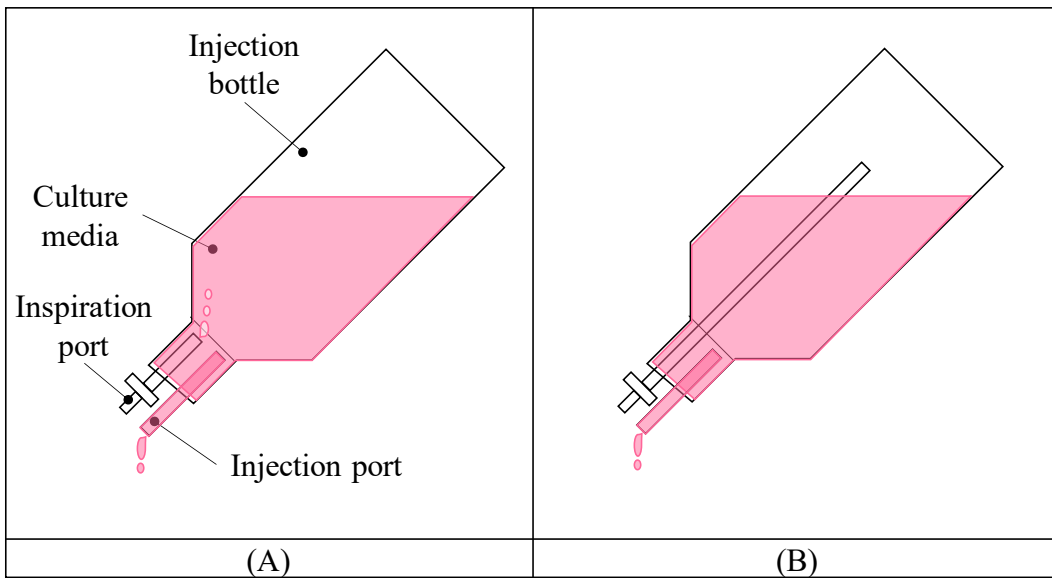 Injection
bottle
Culture
media
Inspiration
port
Injection port
(A)
(B)